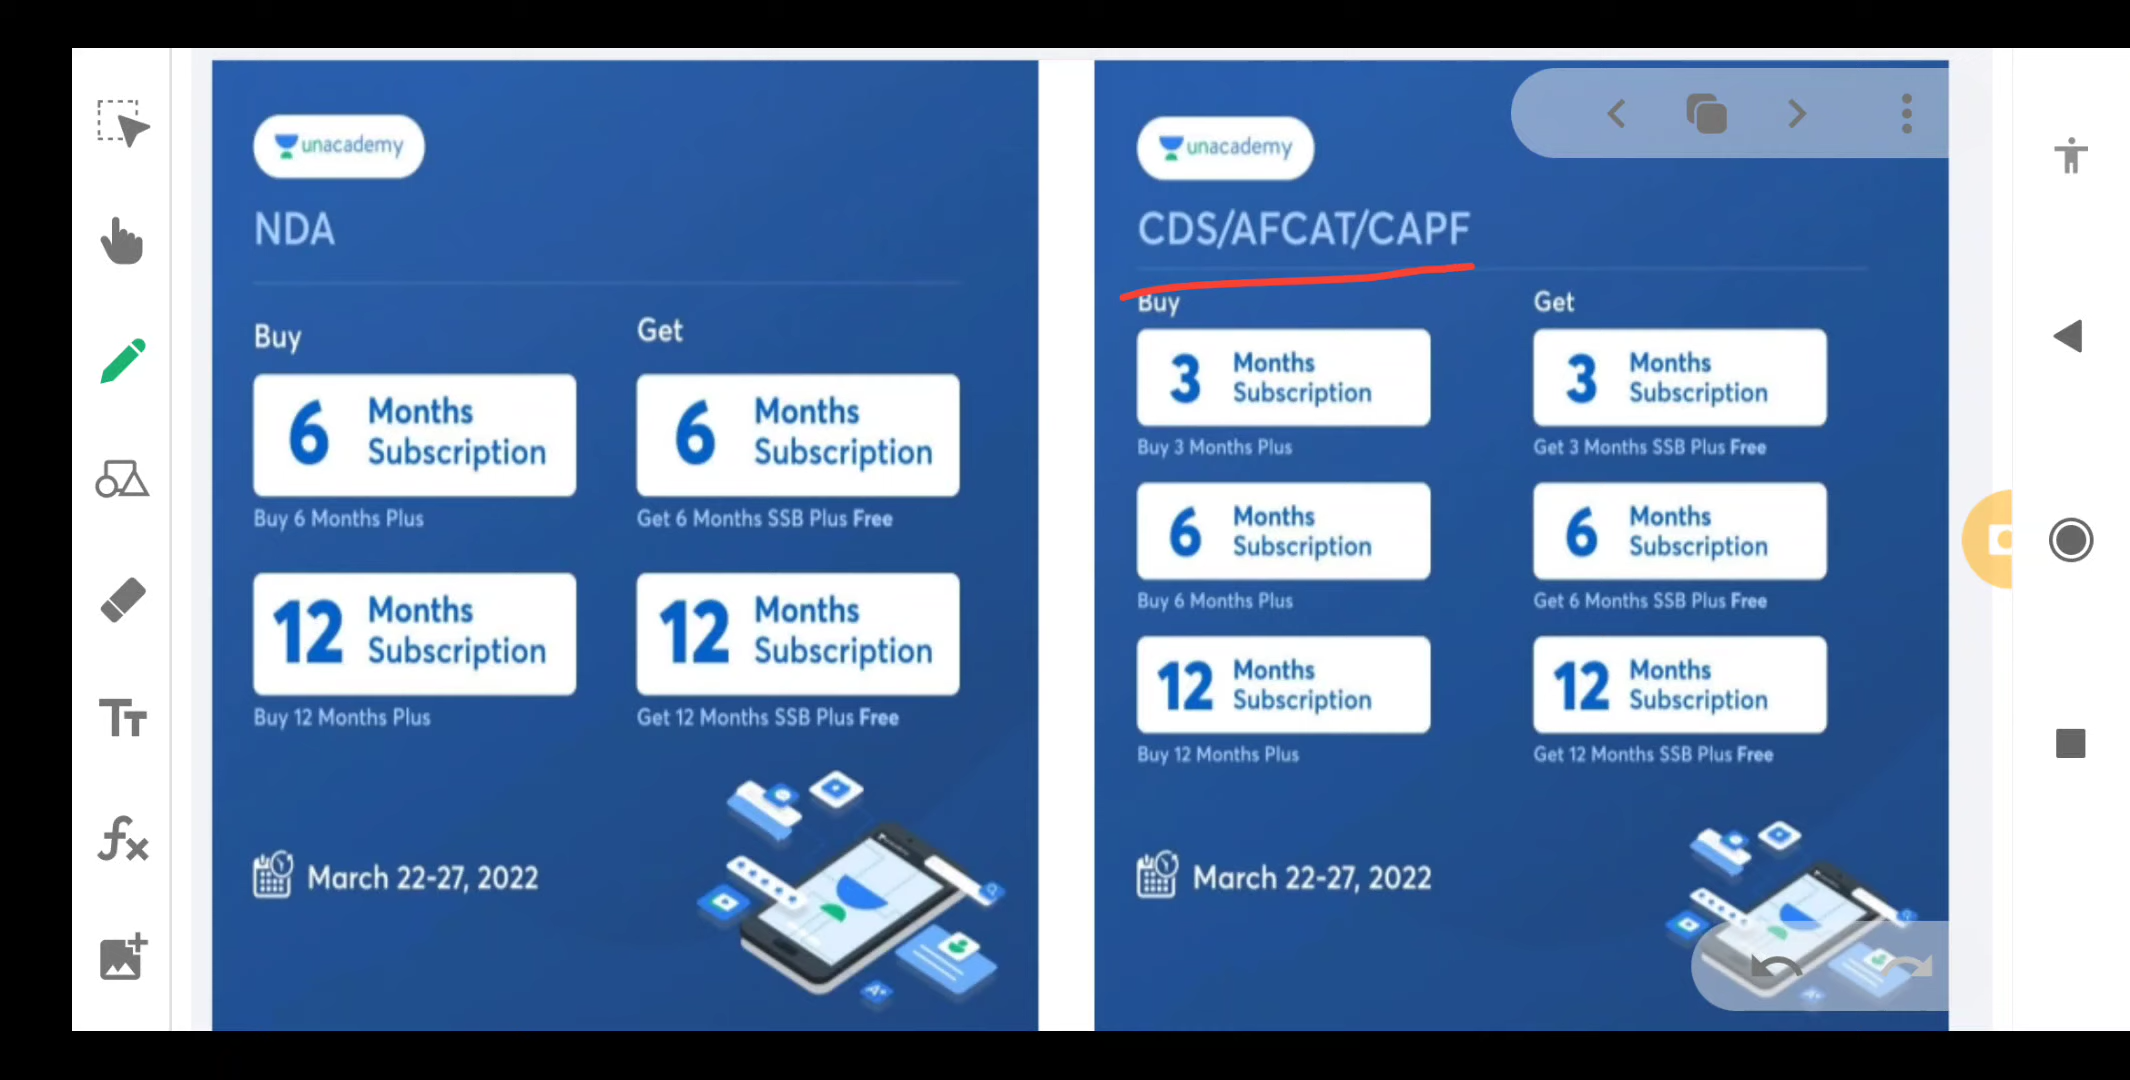 unacademy
NDA
Buy
Get
6 Months Subscription
6 Months Subscription
Buy 6 Months Plus
Get 6 Months SSB Plus Free
12 Months Subscription
12 Months Subscription
Buy 12 Months Plus
Get 12 Months SSB Plus Free
March 22-27, 2022
unacademy
CDS/AFCAT/CAPF
Buy
Get
3 Months Subscription
3 Months Subscription
Buy 3 Months Plus
Get 3 Months SSB Plus Free
6 Months Subscription
6 Months Subscription
Buy 6 Months Plus
Get 6 Months SSB Plus Free
12 Months Subscription
12 Months Subscription
Buy 12 Months Plus
Get 12 Months SSB Plus Free
March 22-27, 2022